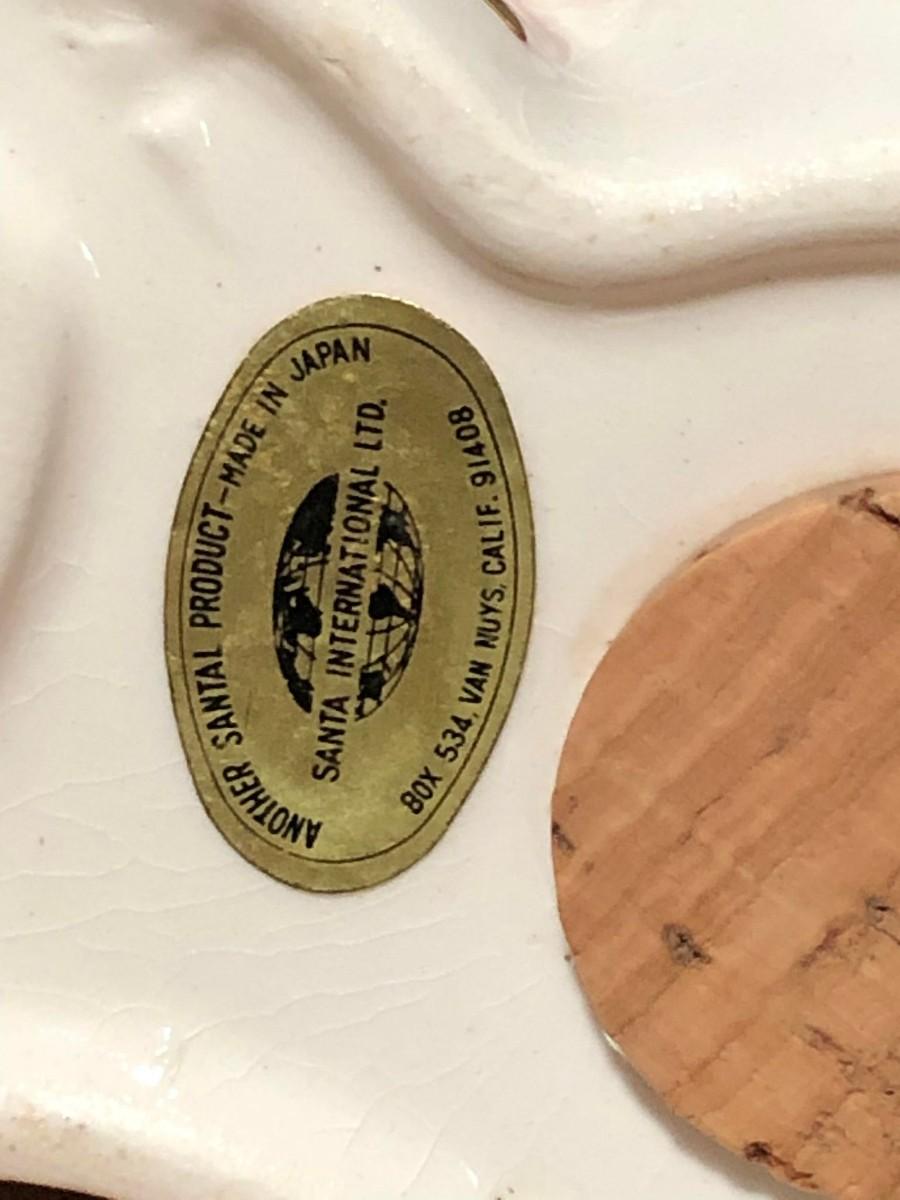 ANOTHER SANTAL PRODUCT-MADE IN JAPAN
SANTA INTERNATIONAL LTD.
BOX 534, VAN NUYS, CALIF. 91408